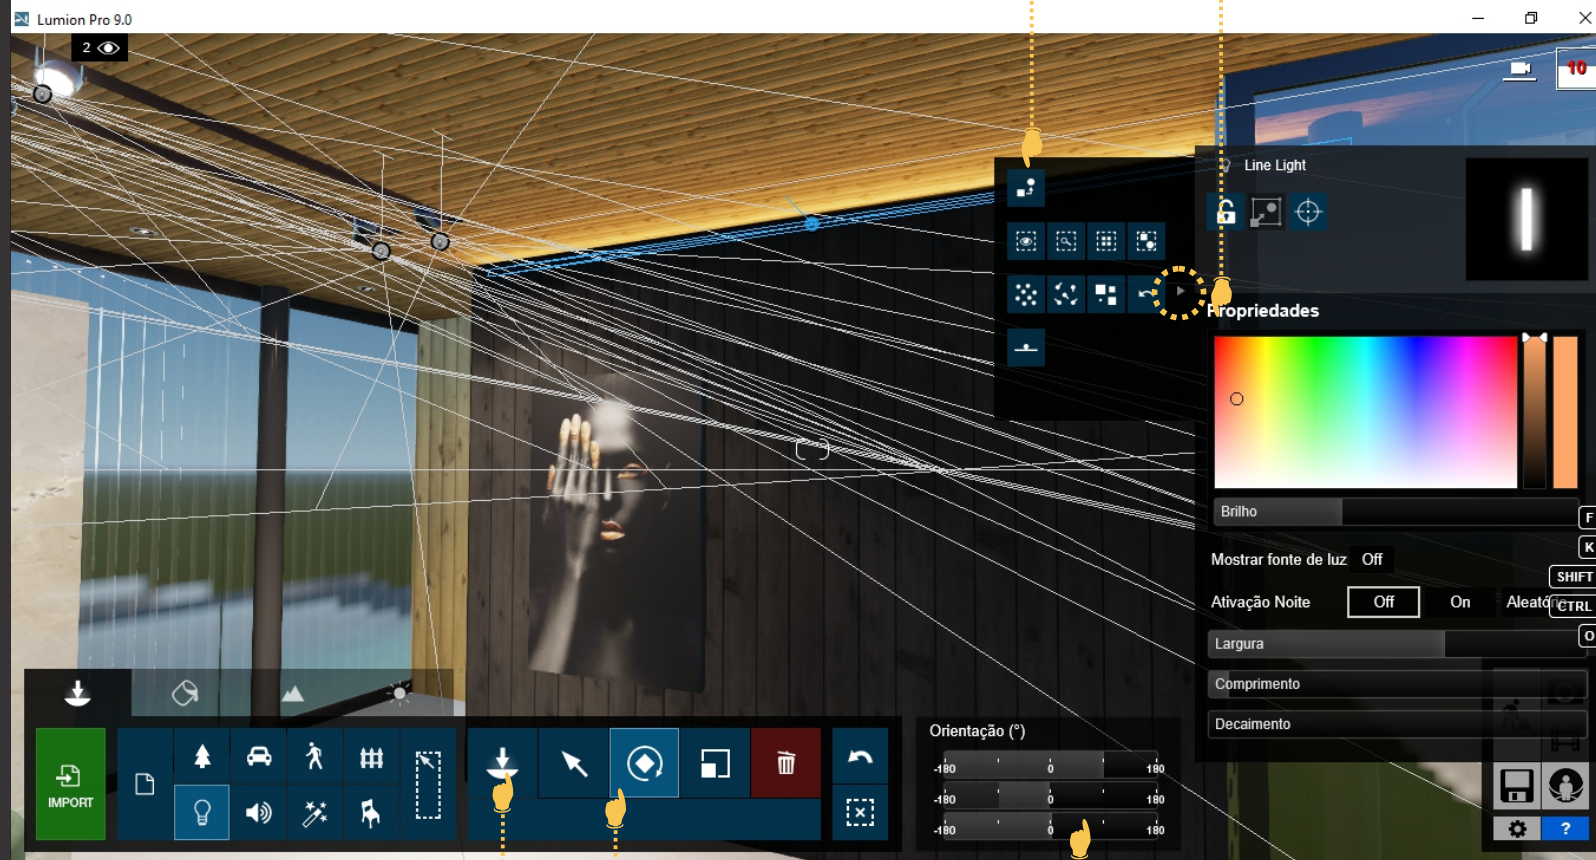 Lumion Pro 9.0
2
10
Line Light
Propriedades
Brilho
F
K
Mostrar fonte de luz Off
SHIFT
Ativação Noite Off On
CTRL
O
Largura
Comprimento
Decaimento
Orientação (°)
-180 0 180
-180 0 180
-180 0 180
IMPORT
?